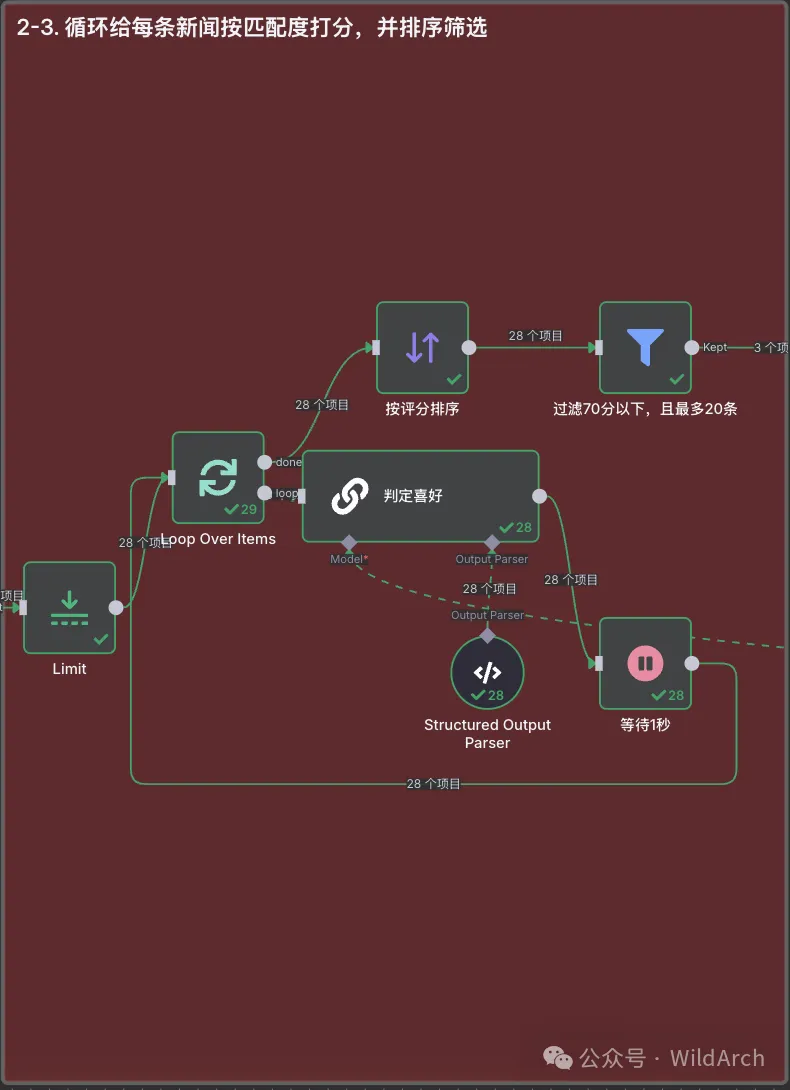 2-3. 循环给每条新闻按匹配度打分，并排序筛选
28 个项目
Kept
3 个项
按评分排序
过滤70分以下，且最多20条
28 个项目
done
loop
29
Loop Over Items
28 个项目
判定喜好
28
Model*
Output Parser
28 个项目
28 个项目
Output Parser
项目
Limit
28
Structured Output
Parser
28
等待1秒
28 个项目
公众号 · WildArch